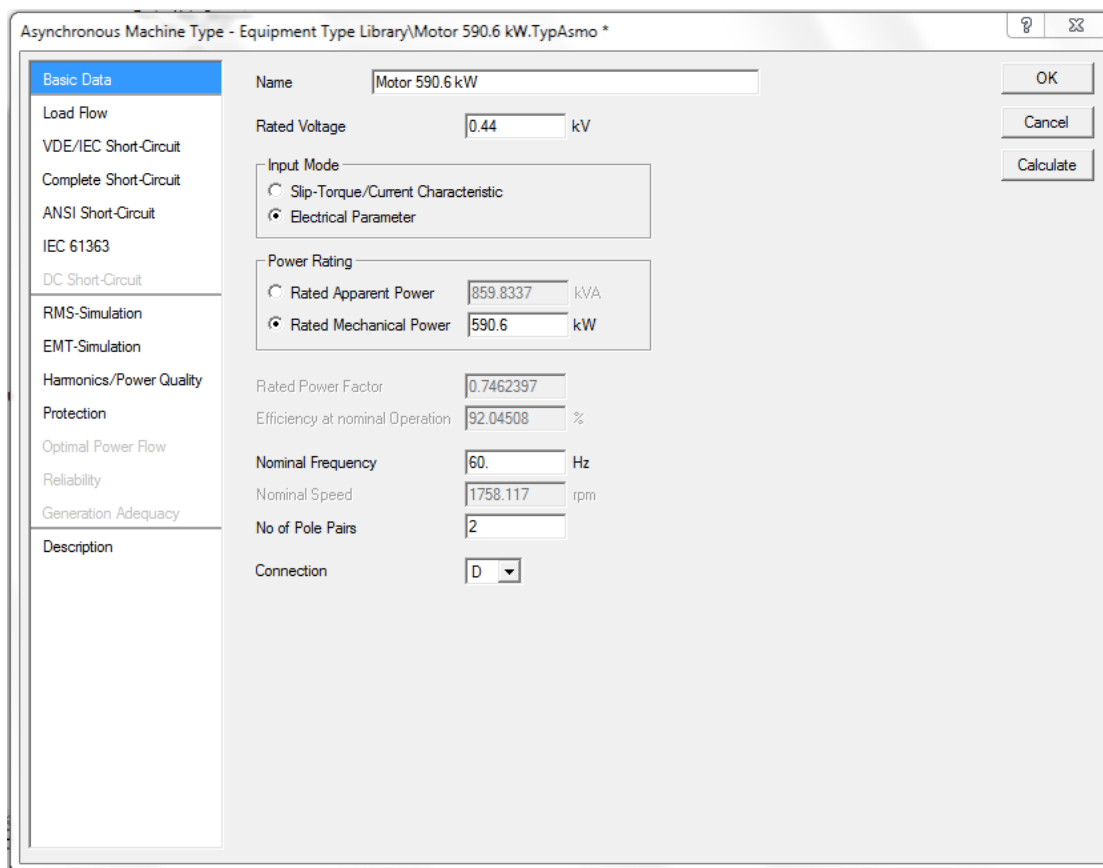 Asynchronous Machine Type - Equipment Type Library\Motor 590.6 kW.TypAsmo *
?
Basic Data
Load Flow
VDE/IEC Short-Circuit
Complete Short-Circuit
ANSI Short-Circuit
IEC 61363
DC Short-Circuit
RMS-Simulation
EMT-Simulation
Harmonics/Power Quality
Protection
Optimal Power Flow
Reliability
Generation Adequacy
Description
Name Motor 590.6 kW
Rated Voltage 0.44 kV
Input Mode
Slip-Torque/Current Characteristic
Electrical Parameter
Power Rating
Rated Apparent Power 859.8337 kVA
Rated Mechanical Power 590.6 kW
Rated Power Factor 0.7462397
Efficiency at nominal Operation 92.04508 %
Nominal Frequency 60. Hz
Nominal Speed 1758.117 rpm
No of Pole Pairs 2
Connection D
OK
Cancel
Calculate